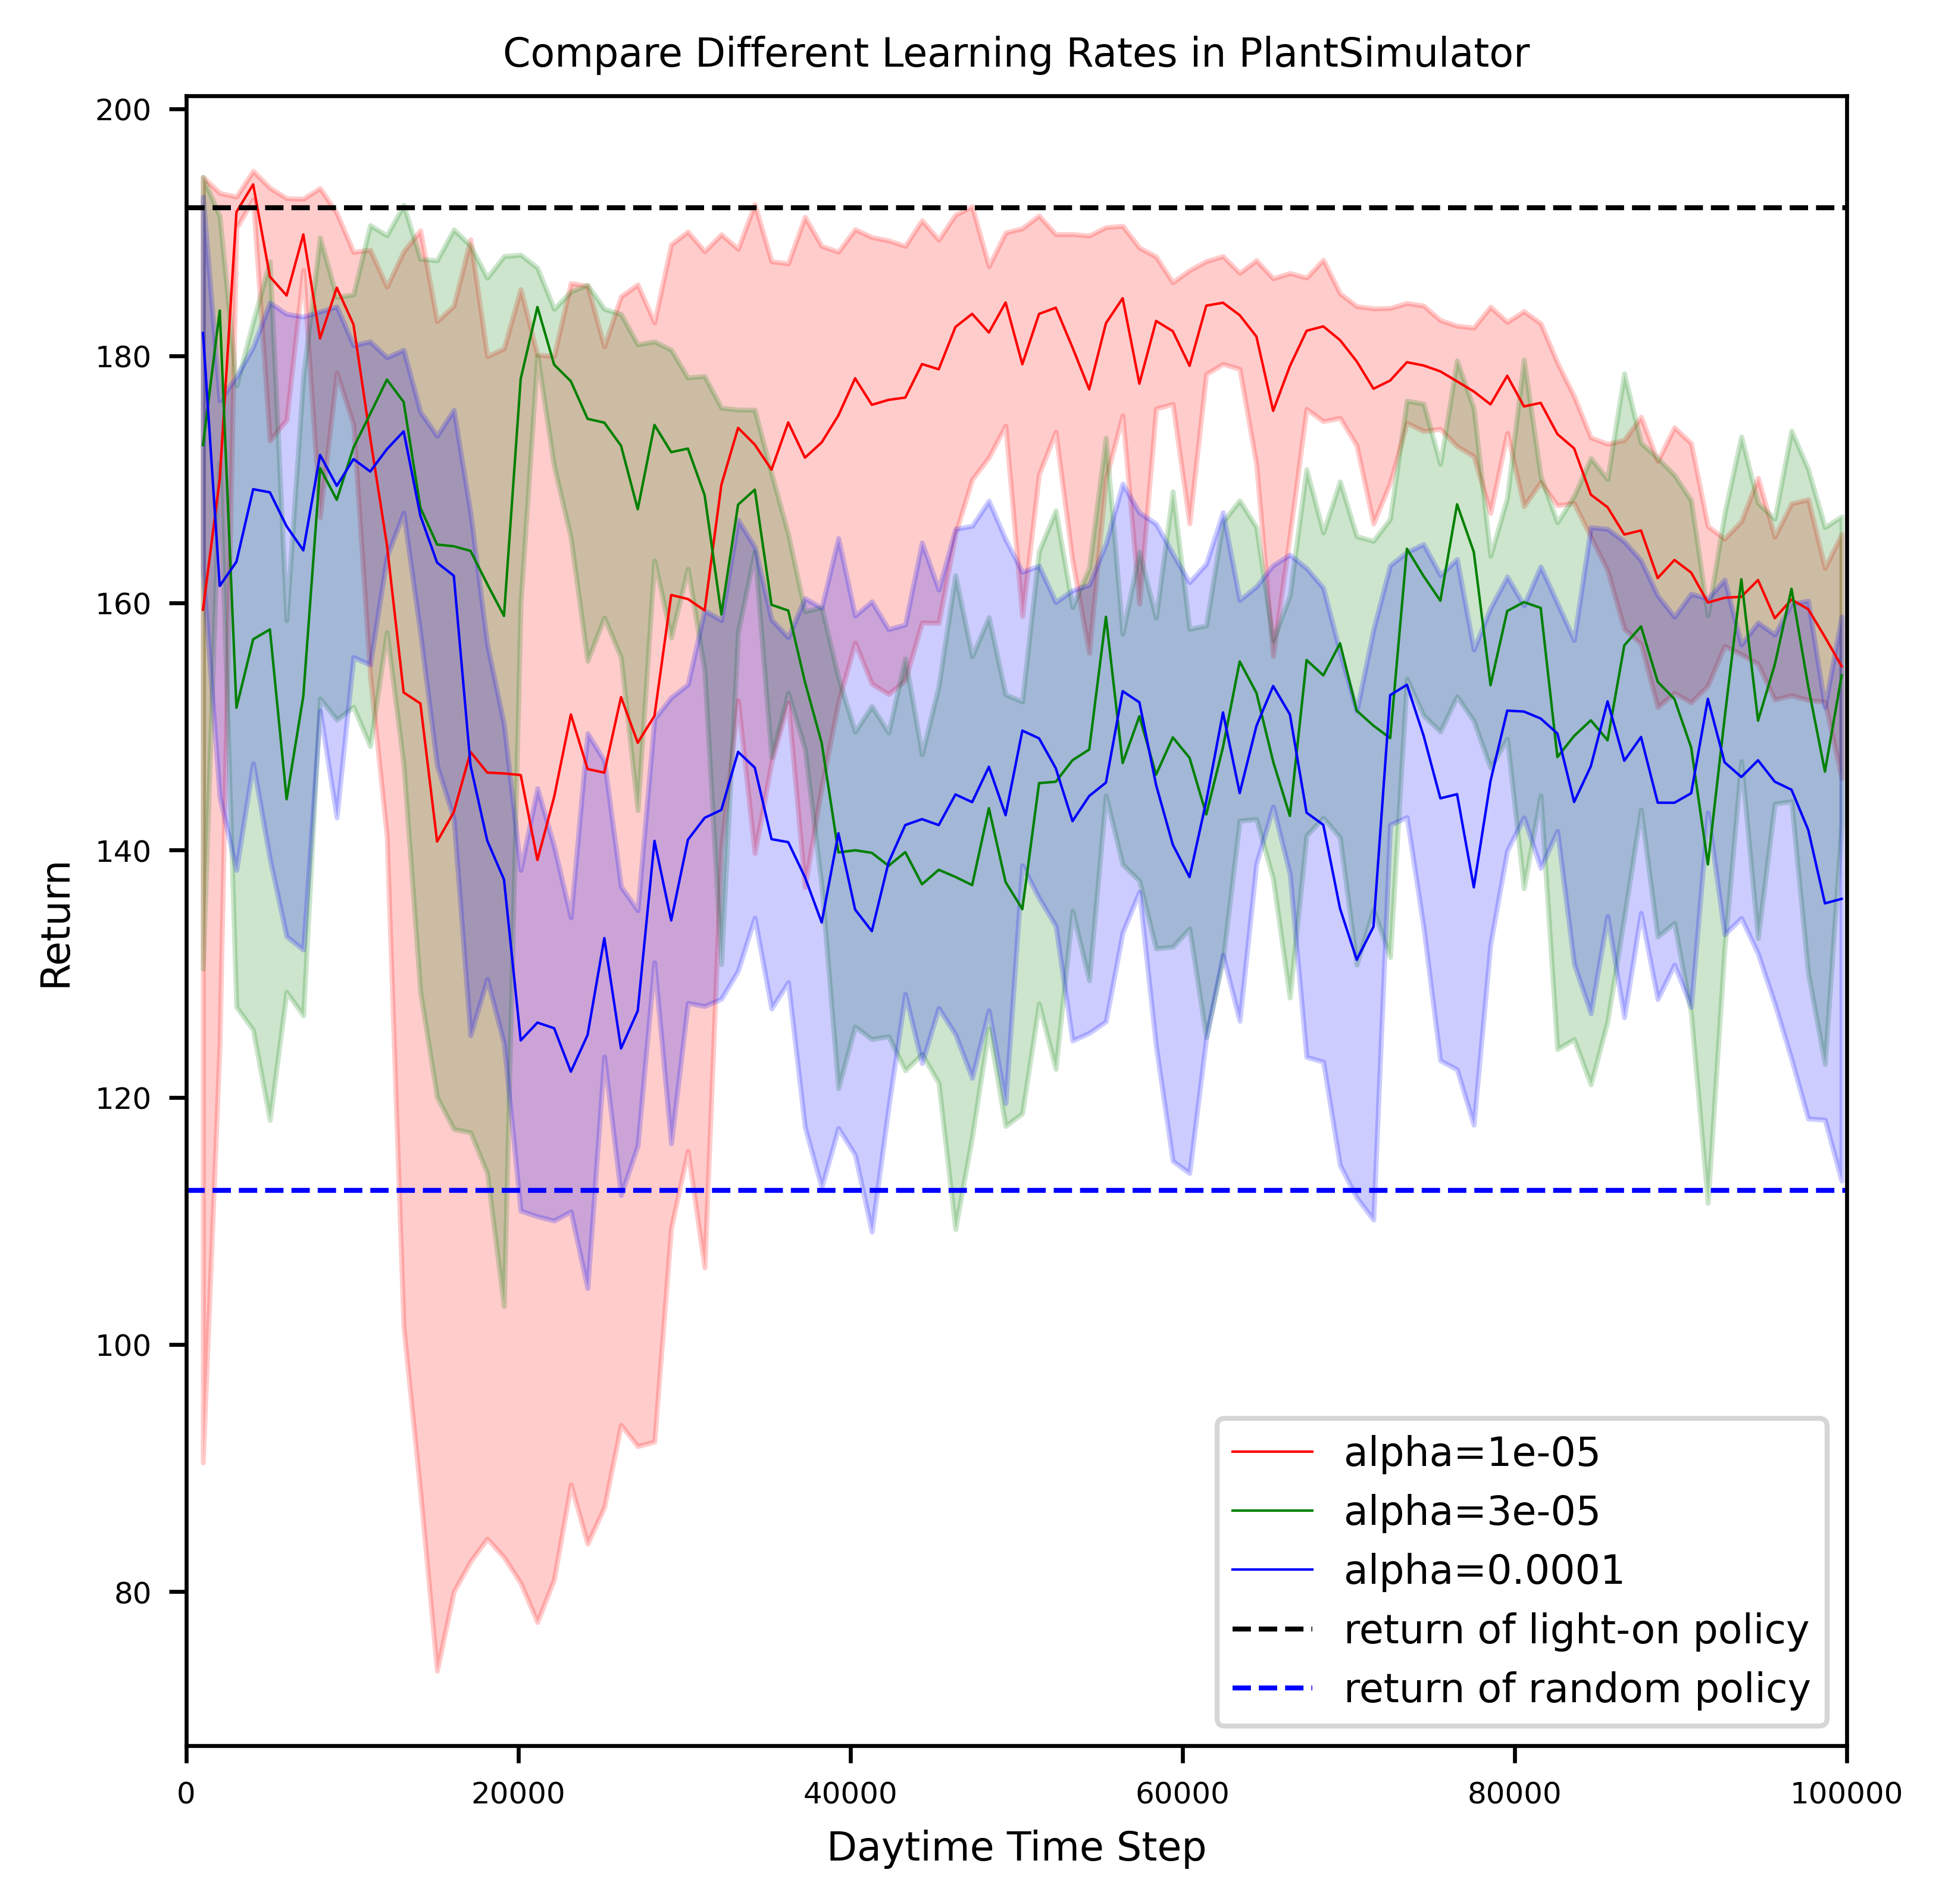 Compare Different Learning Rates in PlantSimulator
200
180
160
140
120
100
80
Return
0 20000 40000 60000 80000 100000
Daytime Time Step
alpha=1e-05
alpha=3e-05
alpha=0.0001
return of light-on policy
return of random policy